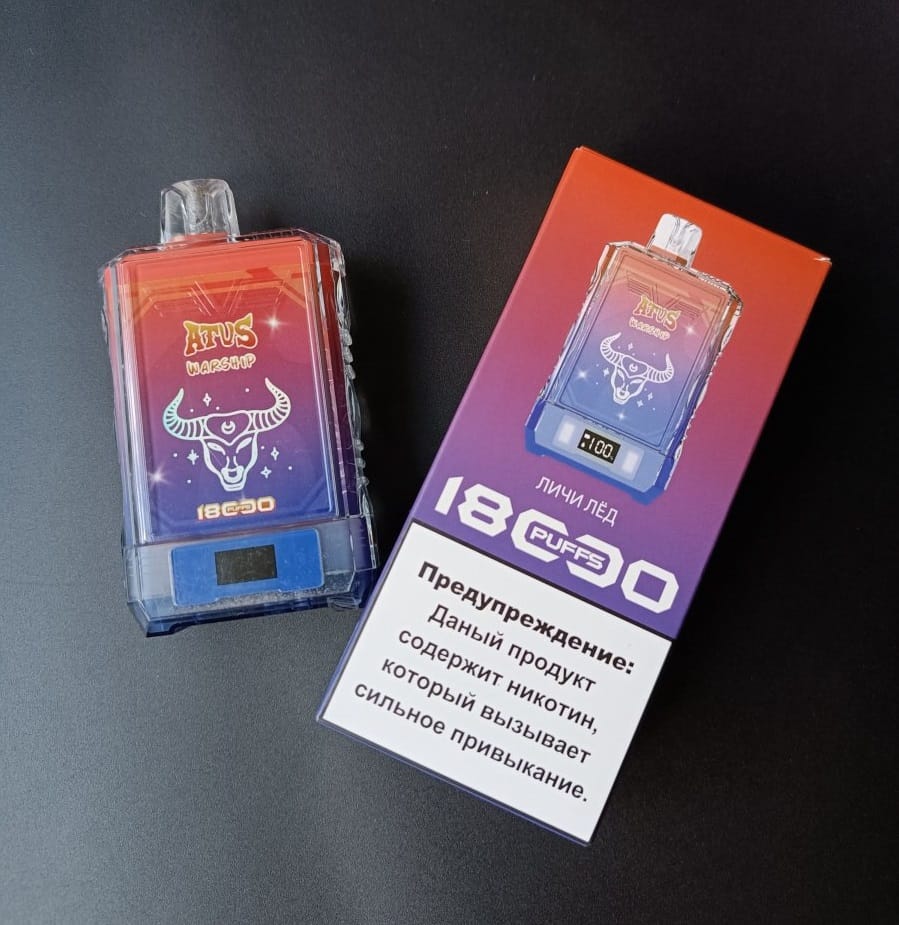 ATUS
WARSHIP
18000
PUFFS
ATUS
WARSHIP
100%
ЛИЧИ ЛЁД
18000
PUFFS
Предупреждение:
Даный продукт
содержит никотин,
который вызывает
сильное привыкание.